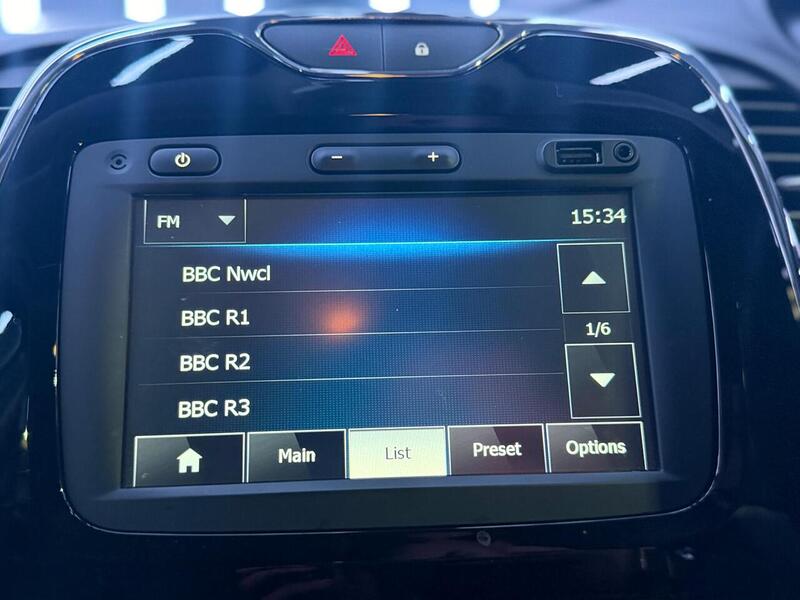 − +
FM 15:34
BBC Nwcl
BBC R1
1/6
BBC R2
BBC R3
Main List Preset Options